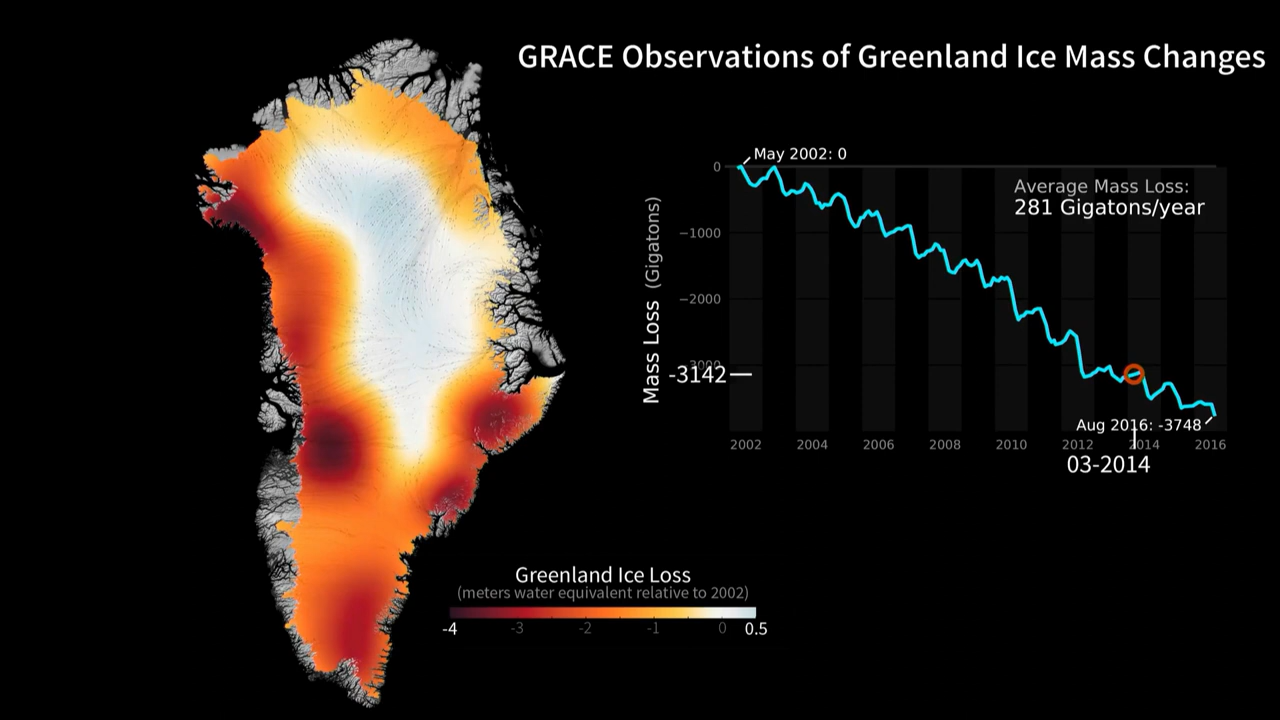 GRACE Observations of Greenland Ice Mass Changes
May 2002: 0
Average Mass Loss:
281 Gigatons/year
Mass Loss (Gigatons)
0
−1000
−2000
−3000
-3142
Aug 2016: -3748
2002 2004 2006 2008 2010 2012 2014 2016
03-2014
Greenland Ice Loss
(meters water equivalent relative to 2002)
-4 -3 -2 -1 0 0.5